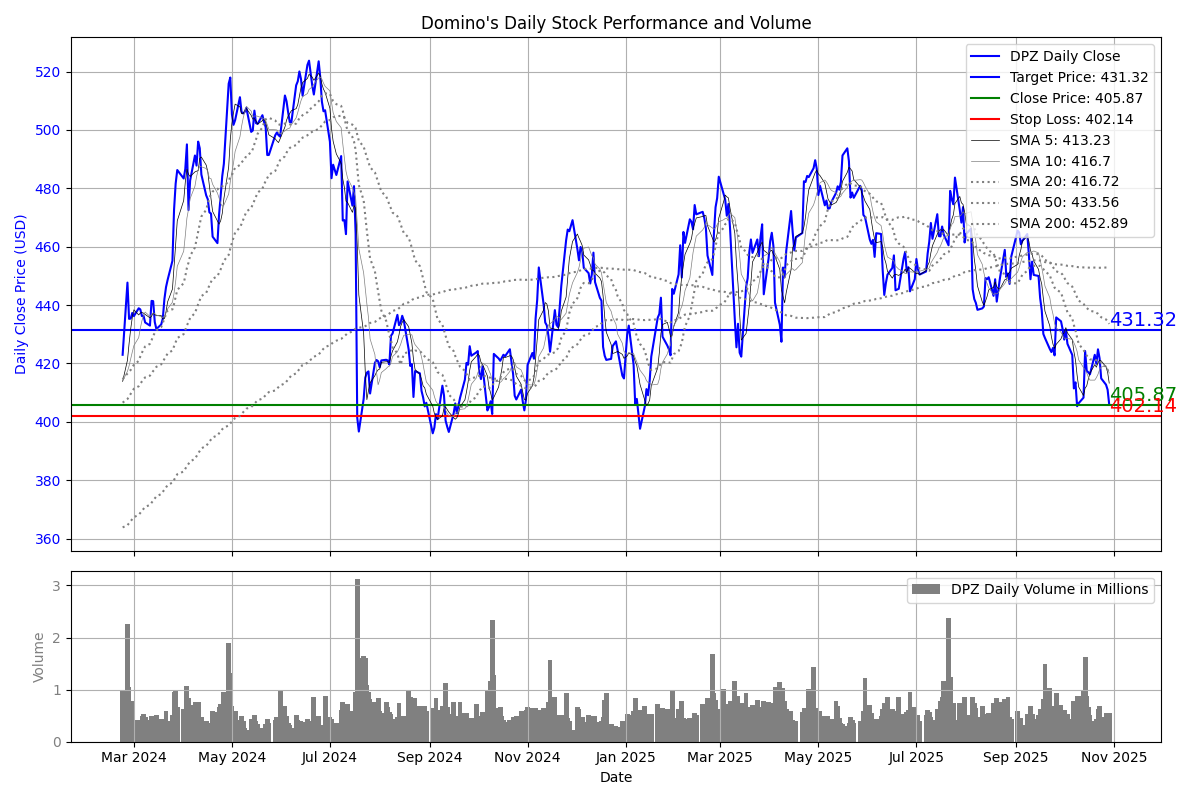 Domino's Daily Stock Performance and Volume
DPZ Daily Close
Target Price: 431.32
Close Price: 405.87
Stop Loss: 402.14
SMA 5: 413.23
SMA 10: 416.7
SMA 20: 416.72
SMA 50: 433.56
SMA 200: 452.89
Daily Close Price (USD)
520
500
480
460
440
420
400
380
360
431.32
405.87
402.14
DPZ Daily Volume in Millions
Volume
3
2
1
0
Mar 2024 May 2024 Jul 2024 Sep 2024 Nov 2024 Jan 2025 Mar 2025 May 2025 Jul 2025 Sep 2025 Nov 2025
Date